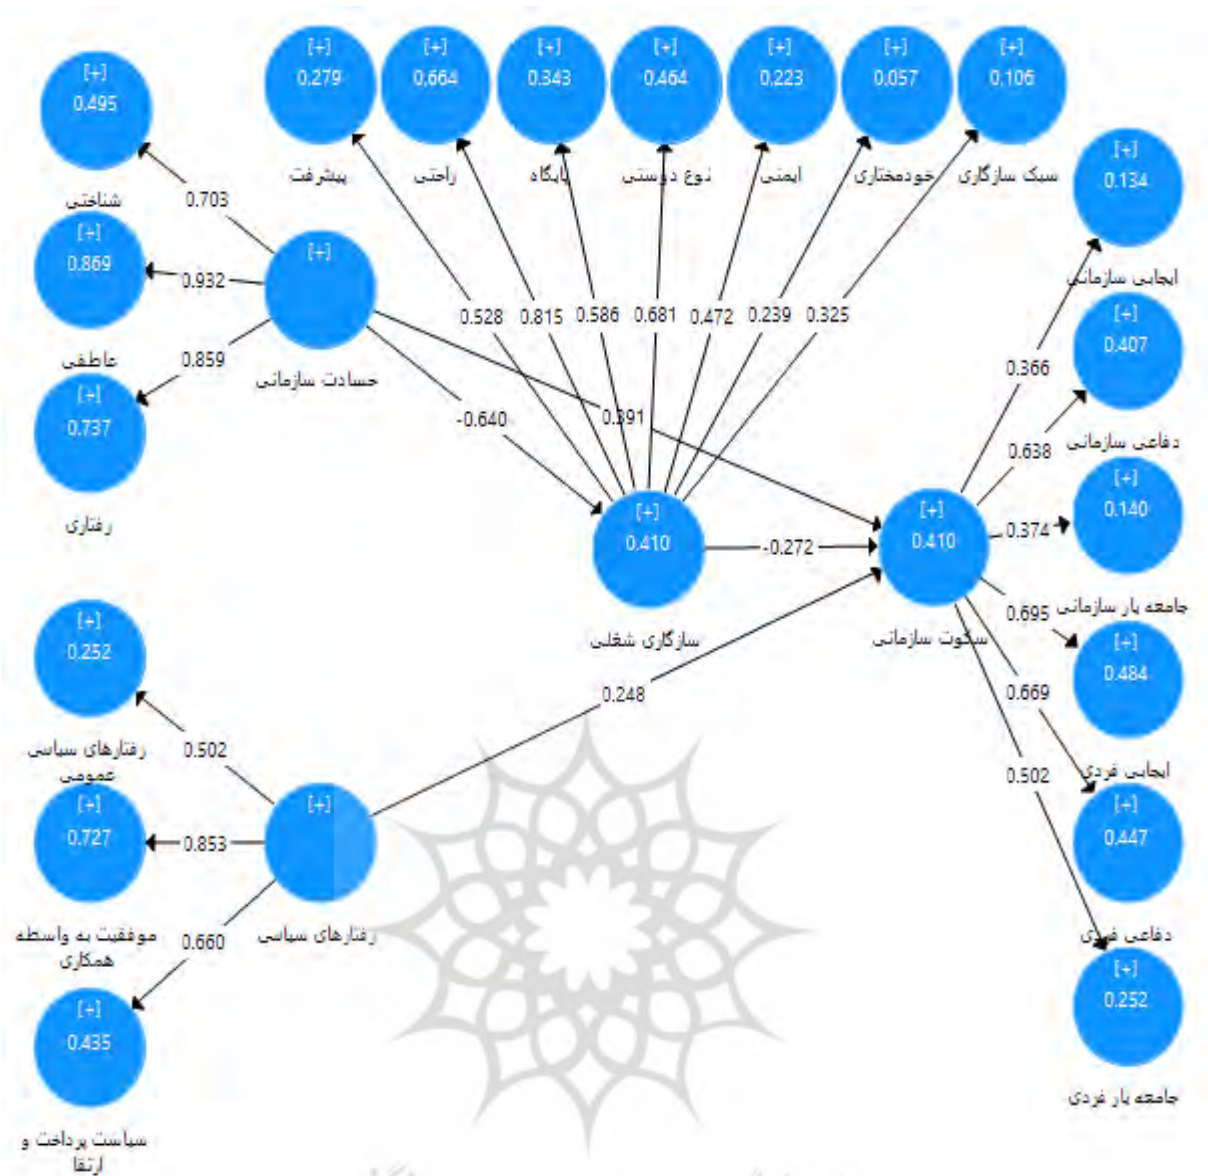 [+] [+] [+] [+] [+] [+] [+]
0.279 0.664 0.343 0.464 0.223 0.057 0.106
پیشرفت راحتی پایگاه نوع دوستی ایمنی خودمختاری سبک سازگاری
[+]
0.495
شناختی
0.703
[+]
0.869
عاطفی
0.932
[+]
0.737
رفتاری
0.859
[+]
حسادت سازمانی
0.528 0.815 0.586 0.681 0.472 0.239 0.325
-0.640
0.391
[+]
0.410
سازگاری شغلی
-0.272
[+]
0.410
سکوت سازمانی
0.248
[+]
0.134
ایجابی سازمانی
0.366
[+]
0.407
دفاعی سازمانی
0.638
[+]
0.140
جامعه یار سازمانی
0.374
[+]
0.484
ایجابی فردی
0.695
[+]
0.447
دفاعی فردی
0.669
[+]
0.252
جامعه یار فردی
0.502
[+]
0.252
رفتارهای سیاسی
عمومی
0.502
[+]
0.727
موفقیت به واسطه
همکاری
0.853
[+]
رفتارهای سیاسی
0.660
[+]
0.435
سیاست پرداخت و
ارتقا